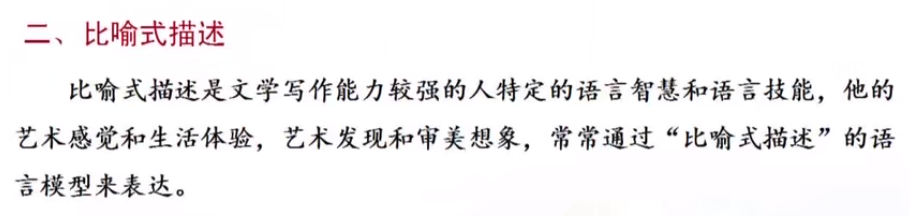 二、比喻式描述
比喻式描述是文学写作能力较强的人特定的语言智慧和语言技能，他的
艺术感觉和生活体验，艺术发现和审美想象，常常通过“比喻式描述”的语
言模型来表达。